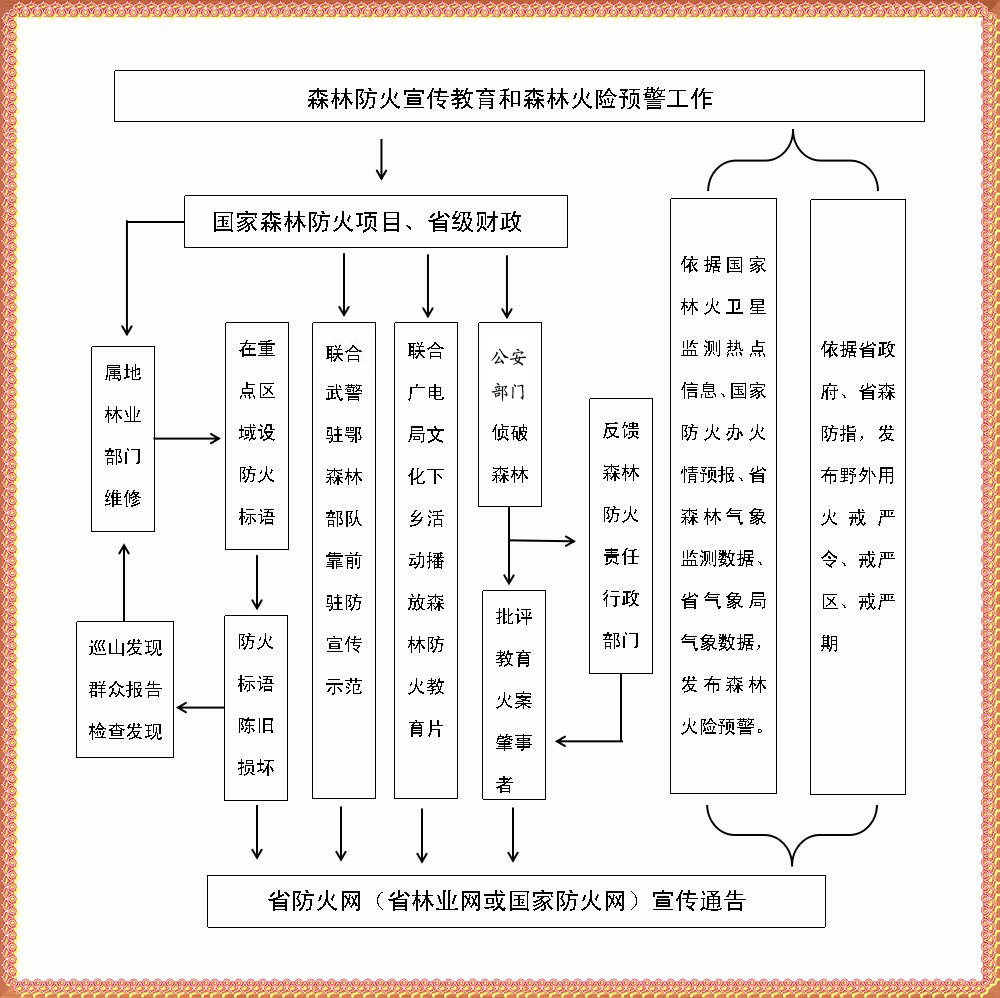 森林防火宣传教育和森林火险预警工作
国家森林防火项目、省级财政
属地
林业
部门
维修
巡山发现
群众报告
检查发现
在重
点区
域设
防火
标语
防火
标语
陈旧
损坏
联合
武警
驻鄂
森林
部队
靠前
驻防
宣传
示范
联合
广电
局文
化下
乡活
动播
放森
林防
火教
育片
公安
部门
侦破
森林
批评
教育
火案
肇事
者
反馈
森林
防火
责任
行政
部门
依据国家
林火卫星
监测热点
信息、国家
防火办火
情预报、省
森林气象
监测数据、
省气象局
气象数据，
发布森林
火险预警。
依据省政
府、省森
防指，发
布野外用
火戒严
令、戒严
区、戒严
期
省防火网（省林业网或国家防火网）宣传通告